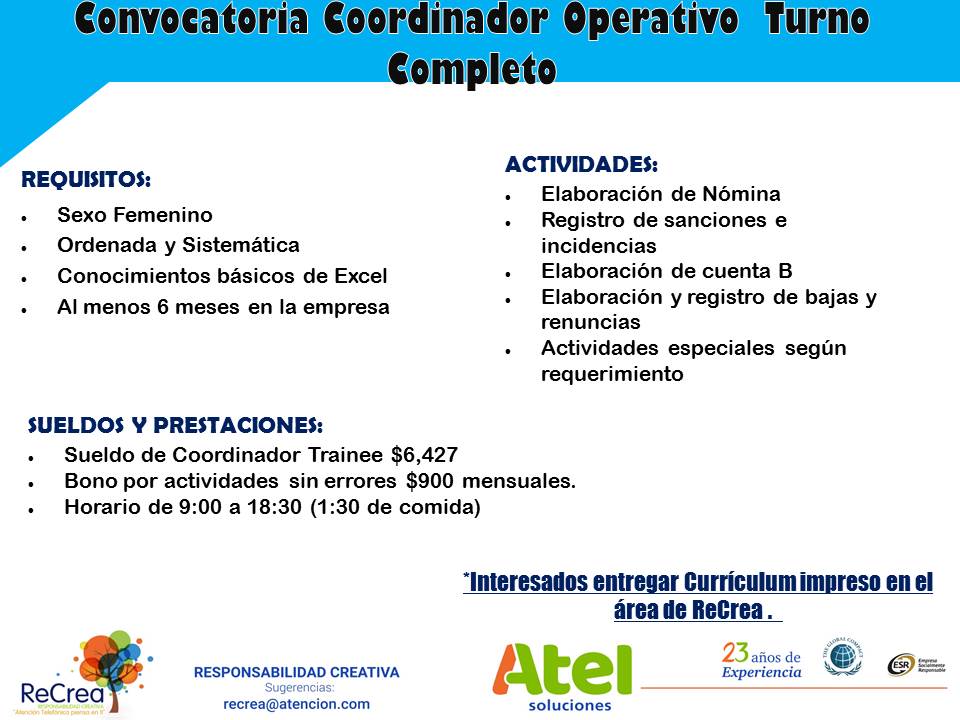 Convocatoria Coordinador Operativo Turno
Completo
REQUISITOS:
• Sexo Femenino
• Ordenada y Sistemática
• Conocimientos básicos de Excel
• Al menos 6 meses en la empresa
ACTIVIDADES:
• Elaboración de Nómina
• Registro de sanciones e
incidencias
• Elaboración de cuenta B
• Elaboración y registro de bajas y
renuncias
• Actividades especiales según
requerimiento
SUELDOS Y PRESTACIONES:
• Sueldo de Coordinador Trainee $6,427
• Bono por actividades sin errores $900 mensuales.
• Horario de 9:00 a 18:30 (1:30 de comida)
*Interesados entregar Currículum impreso en el
área de ReCrea .
ReCrea
RESPONSABILIDAD CREATIVA
"Atención Telefónica piensa en ti"
RESPONSABILIDAD CREATIVA
Sugerencias:
recrea@atencion.com
Atel
soluciones
23 años de
Experiencia
THE GLOBAL COMPACT
ESR
Empresa
Socialmente
Responsable